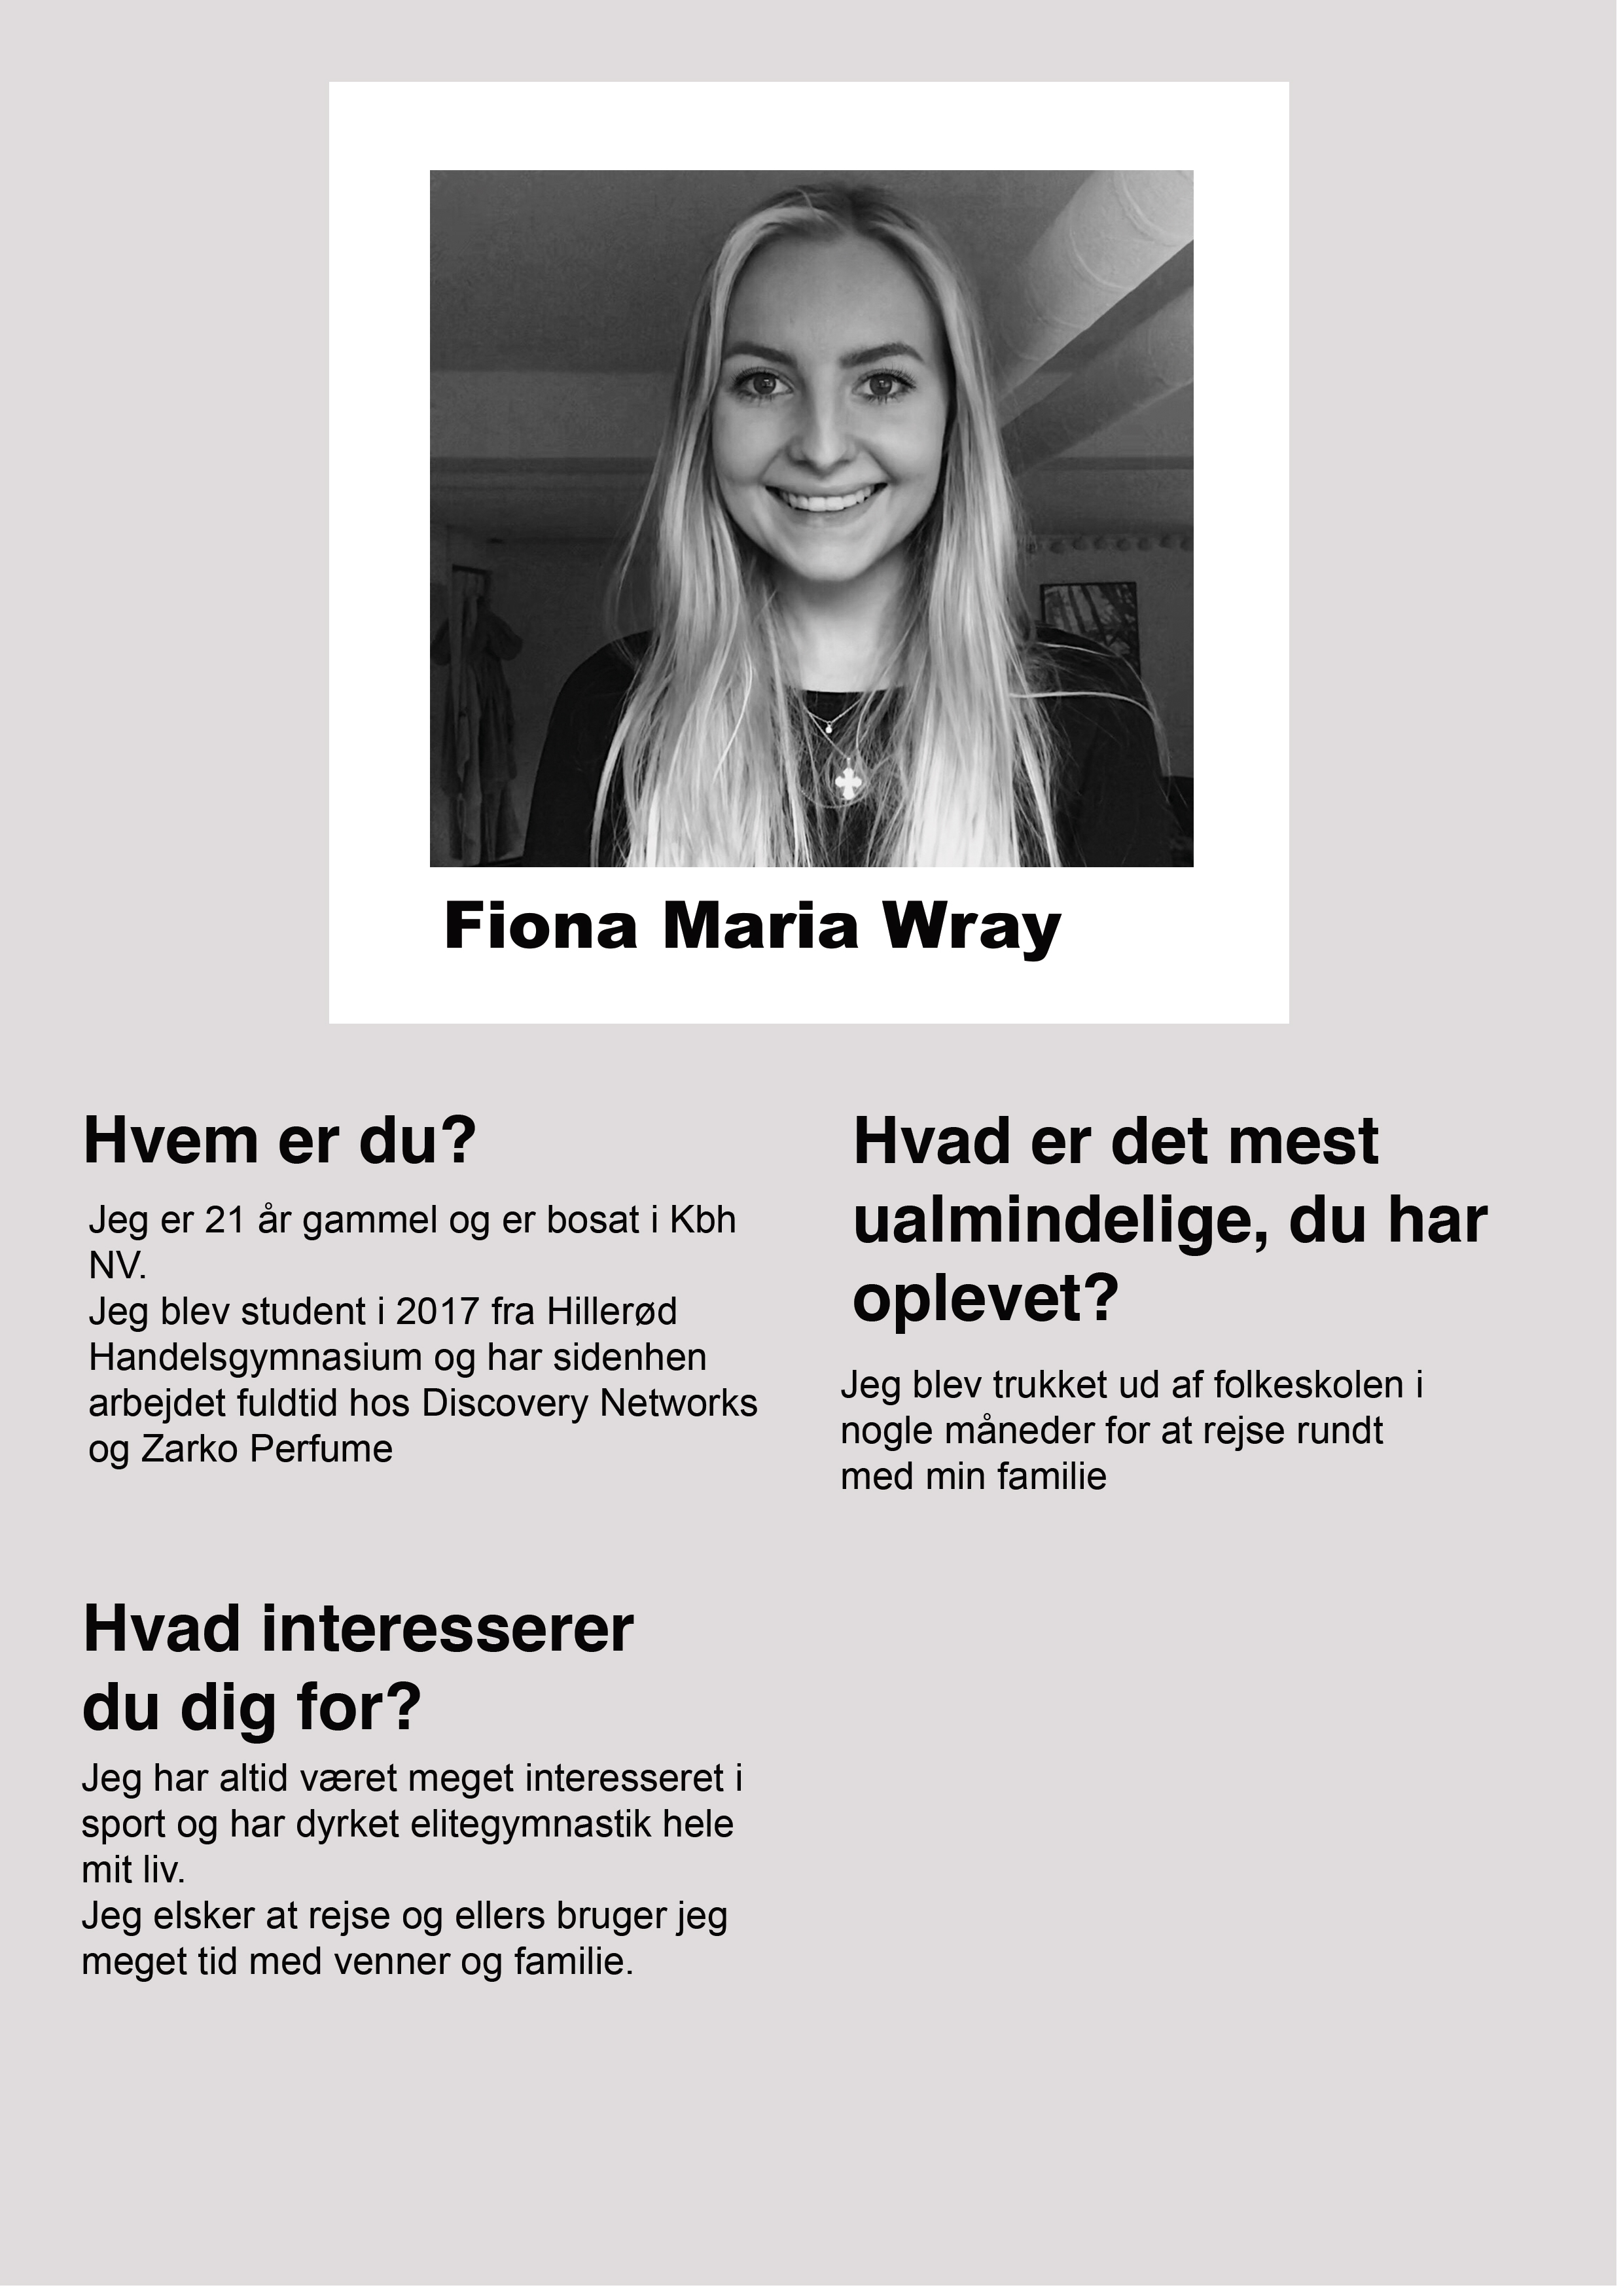 Fiona Maria Wray
Hvem er du?
Jeg er 21 år gammel og er bosat i Kbh
NV.
Jeg blev student i 2017 fra Hillerød
Handelsgymnasium og har sidenhen
arbejdet fuldtid hos Discovery Networks
og Zarko Perfume
Hvad er det mest
ualmindelige, du har
oplevet?
Jeg blev trukket ud af folkeskolen i
nogle måneder for at rejse rundt
med min familie
Hvad interesserer
du dig for?
Jeg har altid været meget interesseret i
sport og har dyrket elitegymnastik hele
mit liv.
Jeg elsker at rejse og ellers bruger jeg
meget tid med venner og familie.